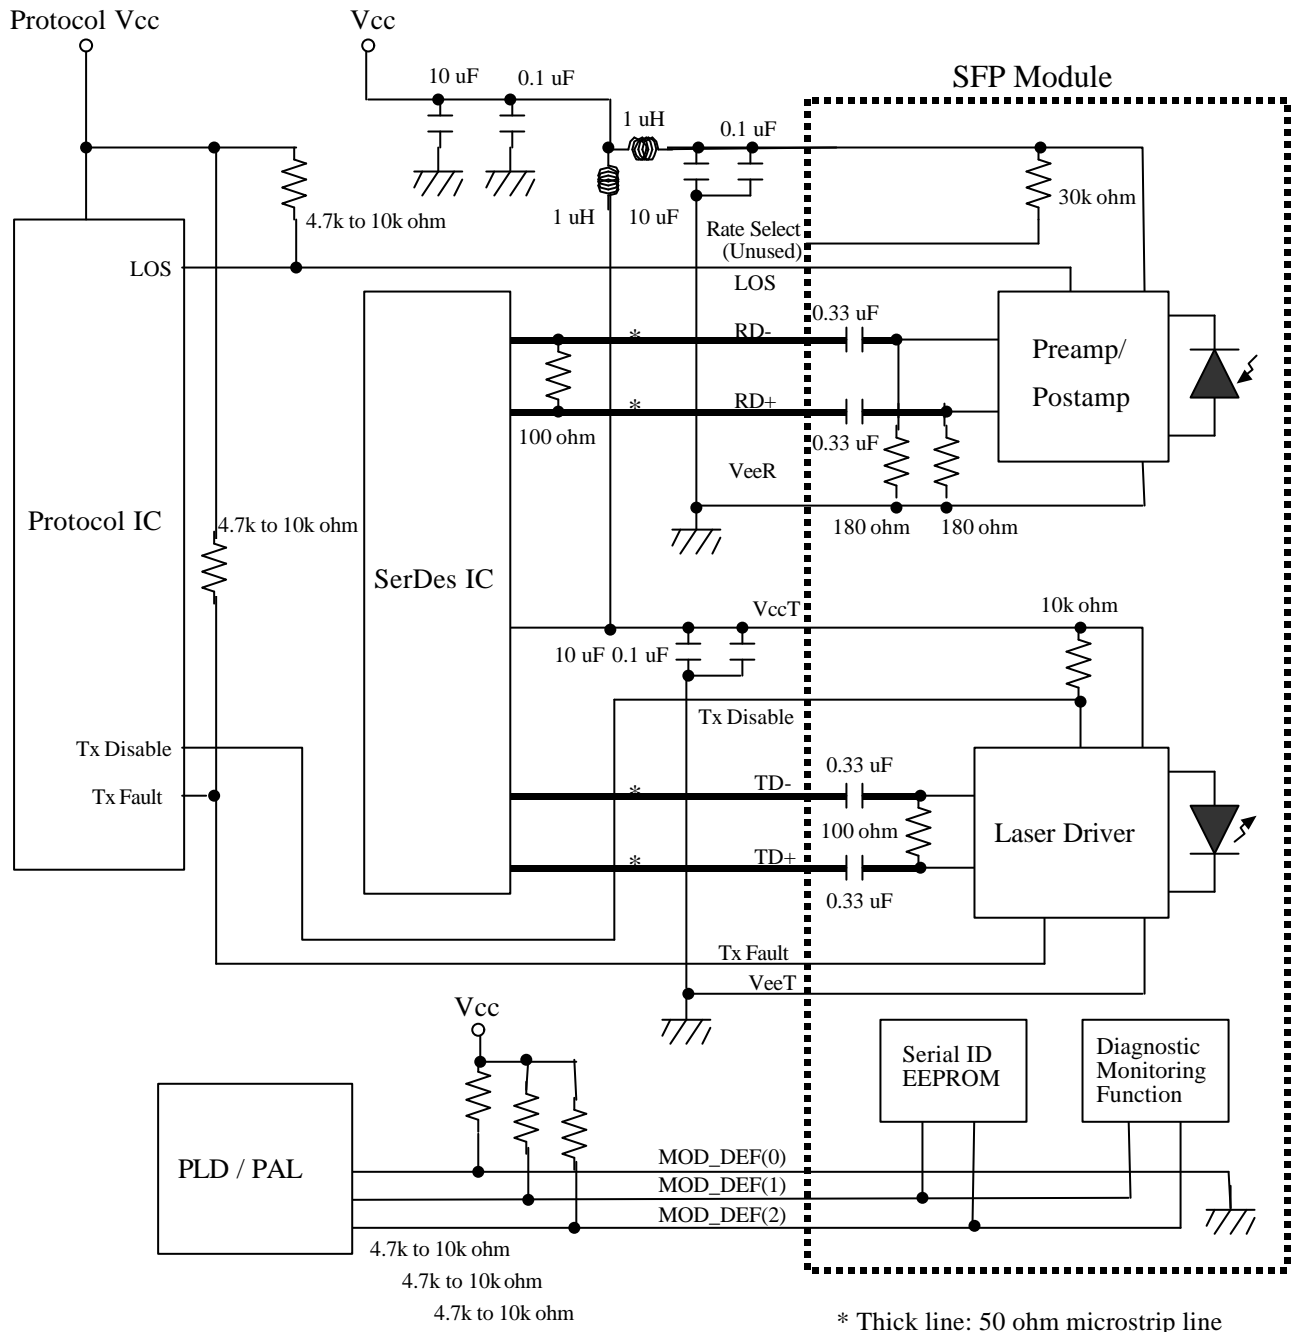 Protocol Vcc
Vcc
10 uF
0.1 uF
SFP Module
1 uH
0.1 uF
30k ohm
4.7k to 10k ohm
1 uH
10 uF
Rate Select
(Unused)
LOS
LOS
0.33 uF
* RD-
Preamp/
Postamp
* RD+
100 ohm
0.33 uF
VeeR
Protocol IC
4.7k to 10k ohm
180 ohm
180 ohm
SerDes IC
VccT
10k ohm
10 uF
0.1 uF
Tx Disable
Tx Disable
0.33 uF
Tx Fault
* TD-
100 ohm
Laser Driver
* TD+
0.33 uF
Tx Fault
VeeT
Vcc
Serial ID
EEPROM
Diagnostic
Monitoring
Function
PLD / PAL
MOD_DEF(0)
MOD_DEF(1)
MOD_DEF(2)
4.7k to 10k ohm
4.7k to 10k ohm
4.7k to 10k ohm
* Thick line: 50 ohm microstrip line